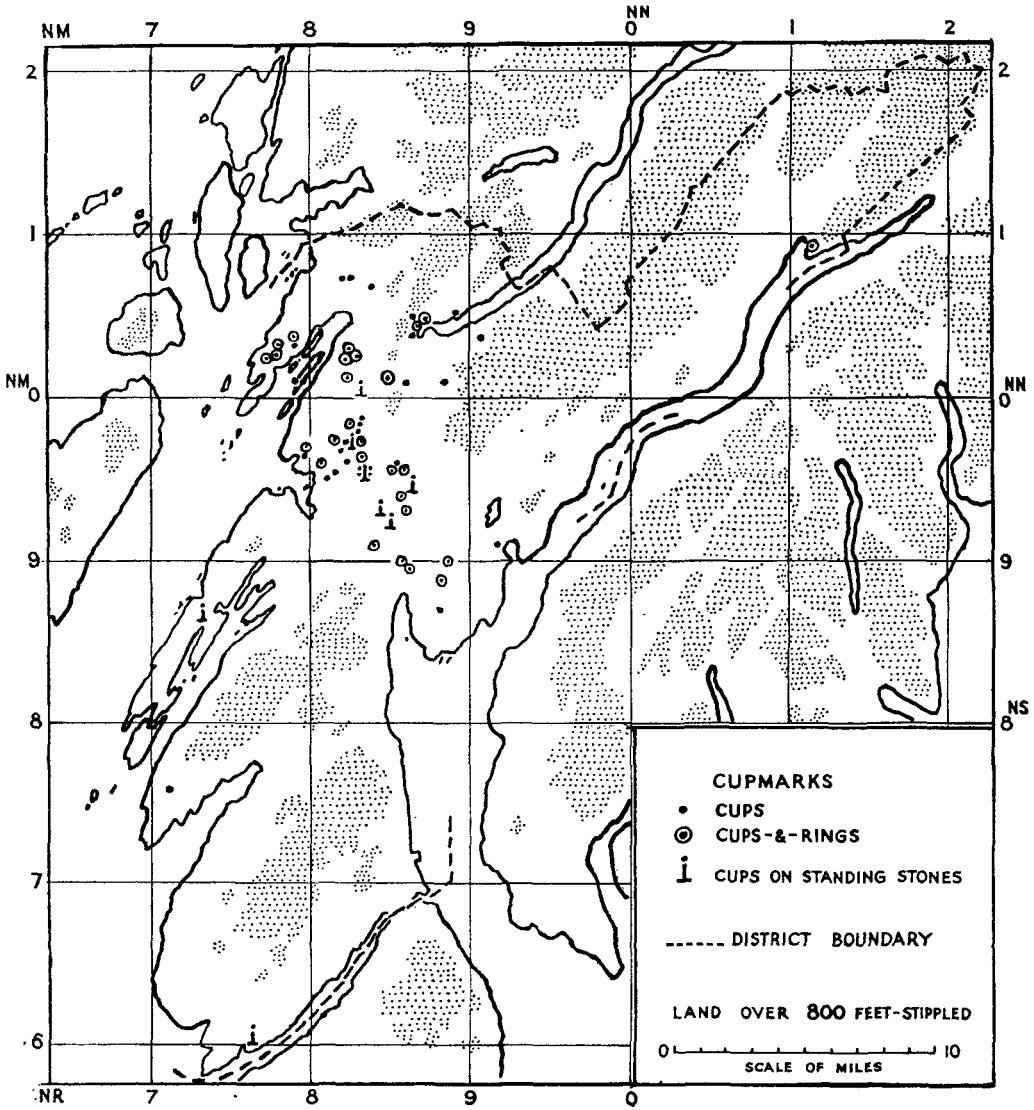 NM 7 8 9 NN 0 1 2
2 2
1 1
NM 0 0 NN
9 9
8 8 NS
7
6
NR 7 8 9 0
CUPMARKS
CUPS
CUPS-&-RINGS
CUPS ON STANDING STONES
DISTRICT BOUNDARY
LAND OVER 800 FEET-STIPPLED
0 10
SCALE OF MILES